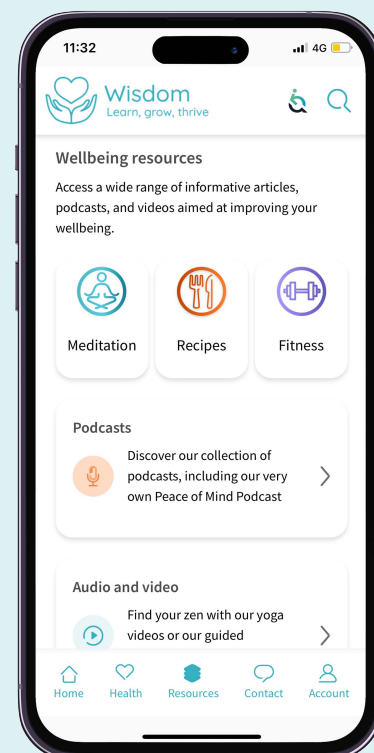 11:32
4G
Wisdom
Learn, grow, thrive
Wellbeing resources
Access a wide range of informative articles,
podcasts, and videos aimed at improving your
wellbeing.
Meditation
Recipes
Fitness
Podcasts
Discover our collection of
podcasts, including our very
own Peace of Mind Podcast
Audio and video
Find your zen with our yoga
videos or our guided
Home
Health
Resources
Contact
Account